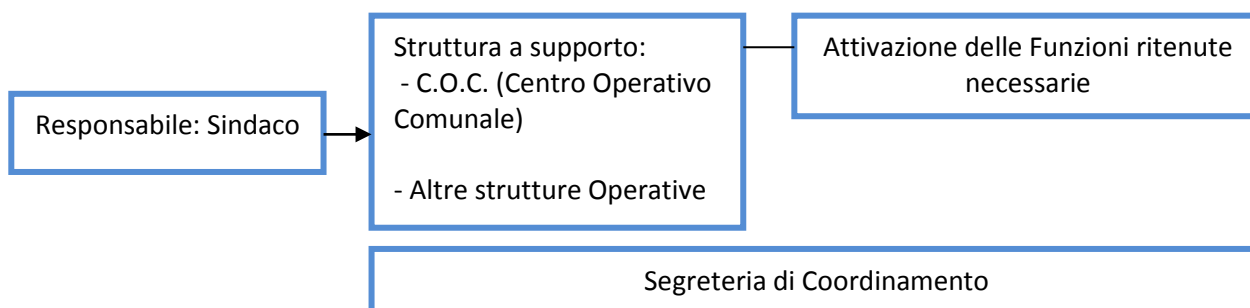 Responsabile: Sindaco
Struttura a supporto:
- C.O.C. (Centro Operativo
Comunale)
- Altre strutture Operative
Attivazione delle Funzioni ritenute
necessarie
Segreteria di Coordinamento